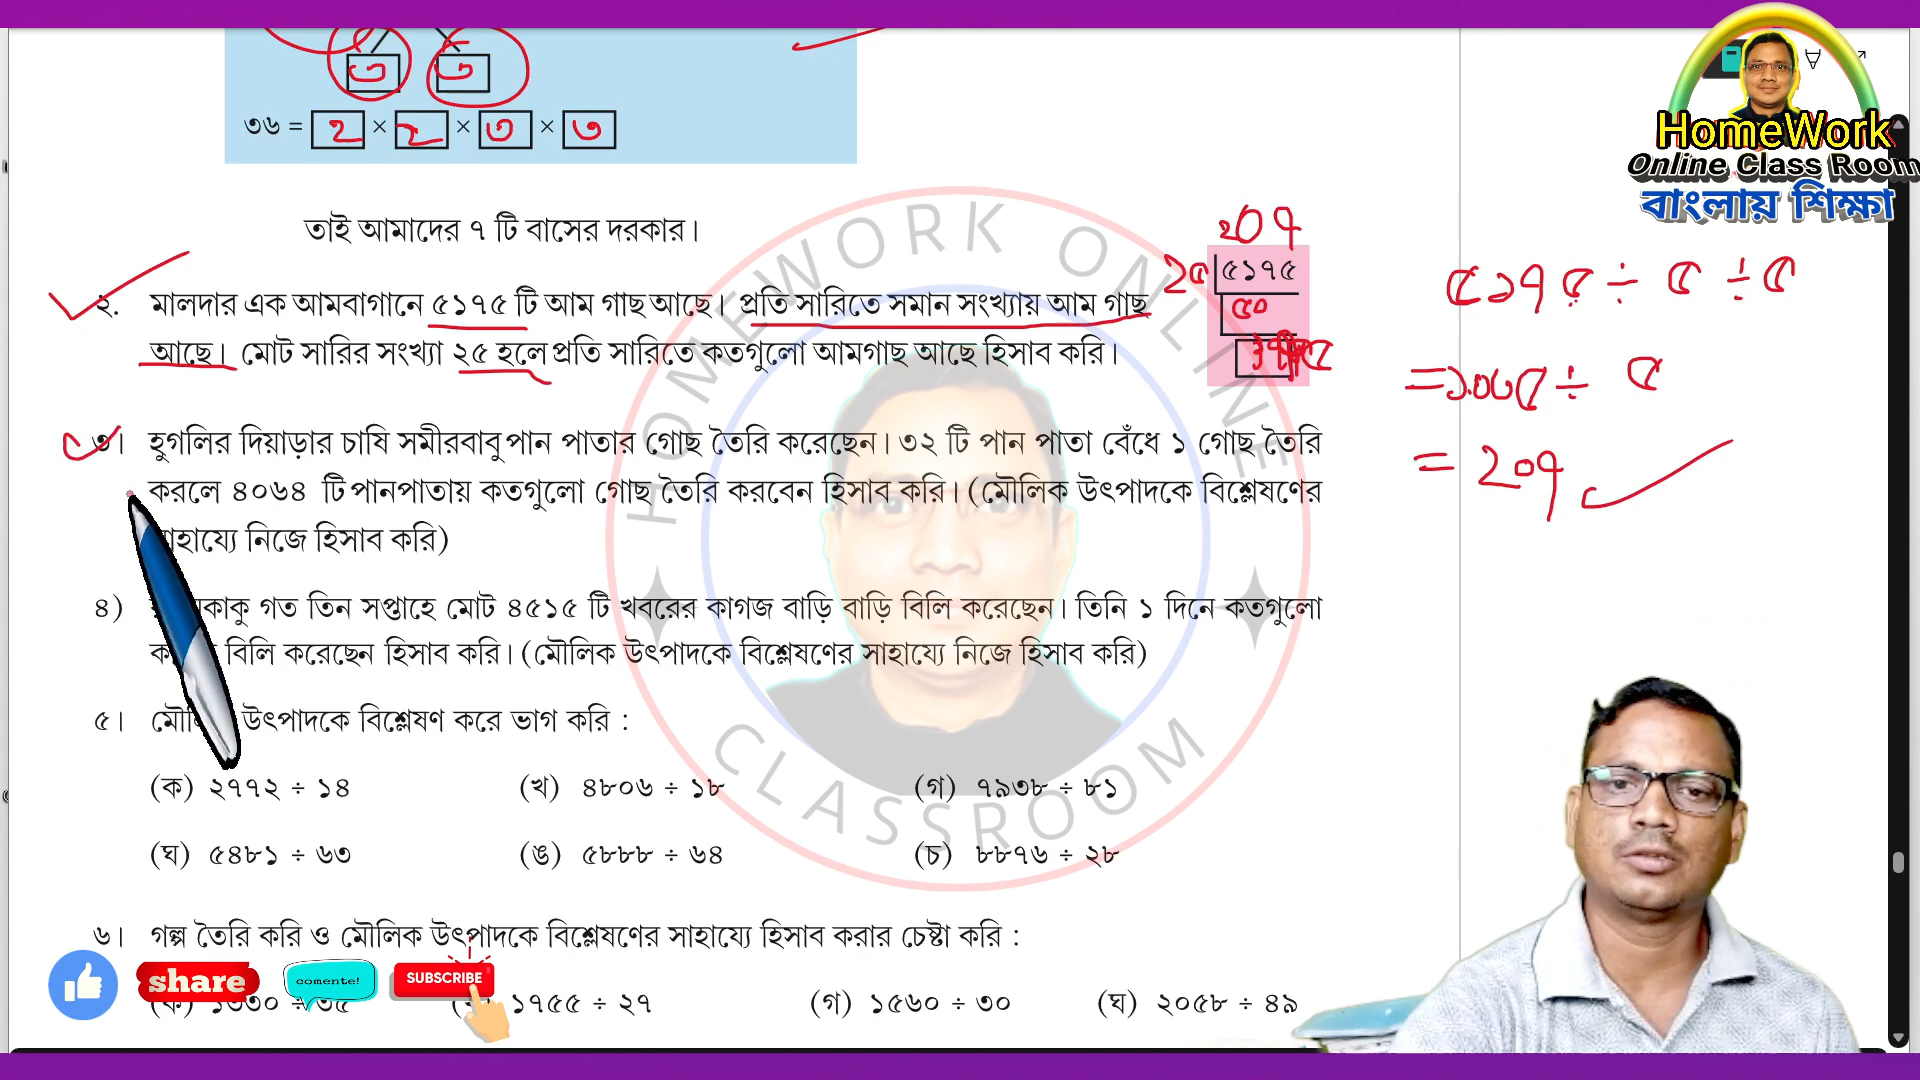 ৩ ৩
৩৬ = ২ × ২ × ৩ × ৩
তাই আমাদের ৭ টি বাসের দরকার।
২. মালদার এক আমবাগানে ৫১৭৫ টি আম গাছ আছে। প্রতি সারিতে সমান সংখ্যায় আম গাছ
আছে। মোট সারির সংখ্যা ২৫ হলে প্রতি সারিতে কতগুলো আমগাছ আছে হিসাব করি।
২০৭
২৫ ৫১৭৫
৫০
৫১৭৫ ÷ ৫ ÷ ৫
=১০৩৫ ÷ ৫
= ২০৭
৩। হুগলির দিয়াড়ার চাষি সমীরবাবু পান পাতার গোছ তৈরি করেছেন। ৩২ টি পান পাতা বেঁধে ১ গোছ তৈরি
করলে ৪০৬৪ টি পানপাতায় কতগুলো গোছ তৈরি করবেন হিসাব করি। (মৌলিক উৎপাদকে বিশ্লেষণের
সাহায্যে নিজে হিসাব করি)
৪) গত তিন সপ্তাহে মোট ৪৫১৫ টি খবরের কাগজ বাড়ি বাড়ি বিলি করেছেন। তিনি ১ দিনে কতগুলো
বিলি করেছেন হিসাব করি। (মৌলিক উৎপাদকে বিশ্লেষণের সাহায্যে নিজে হিসাব করি)
৫। মৌলিক উৎপাদকে বিশ্লেষণ করে ভাগ করি :
(ক) ২৭৭২ ÷ ১৪ (খ) ৪৮০৬ ÷ ১৮ (গ) ৭৯৩৮ ÷ ৮১
(ঘ) ৫৪৮১ ÷ ৬৩ (ঙ) ৫৮৮৮ ÷ ৬৪ (চ) ৮৮৭৬ ÷ ২৮
৬। গল্প তৈরি করি ও মৌলিক উৎপাদকে বিশ্লেষণের সাহায্যে হিসাব করার চেষ্টা করি :
(ক) ১৬৩০ ÷ ৩৫ (খ) ১৭৫৫ ÷ ২৭ (গ) ১৫৬০ ÷ ৩০ (ঘ) ২০৫৮ ÷ ৪৯
HomeWork
Online Class Room
বাংলায় শিক্ষা
HOMEWORK ONLINE
CLASSROOM
share
comente!
SUBSCRIBE